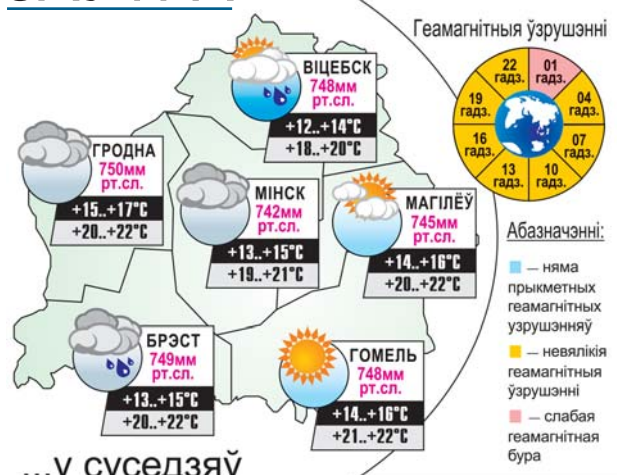 Геамагнітныя ўзрушэнні
22 гадз.
01 гадз.
04 гадз.
07 гадз.
10 гадз.
13 гадз.
16 гадз.
19 гадз.
ВІЦЕБСК
748мм
рт.сл.
+12..+14°C
+18..+20°C
ГРОДНА
750мм
рт.сл.
+15..+17°C
+20..+22°C
МІНСК
742мм
рт.сл.
+13..+15°C
+19..+21°C
МАГІЛЁЎ
745мм
рт.сл.
+14..+16°C
+20..+22°C
БРЭСТ
749мм
рт.сл.
+13..+15°C
+20..+22°C
ГОМЕЛЬ
748мм
рт.сл.
+14..+16°C
+21..+22°C
Абазначэнні:
— няма
прыкметных
геамагнітных
узрушэнняў
— невялікія
геамагнітныя
ўзрушэнні
— слабая
геамагнітная
бура
...у суседзяў